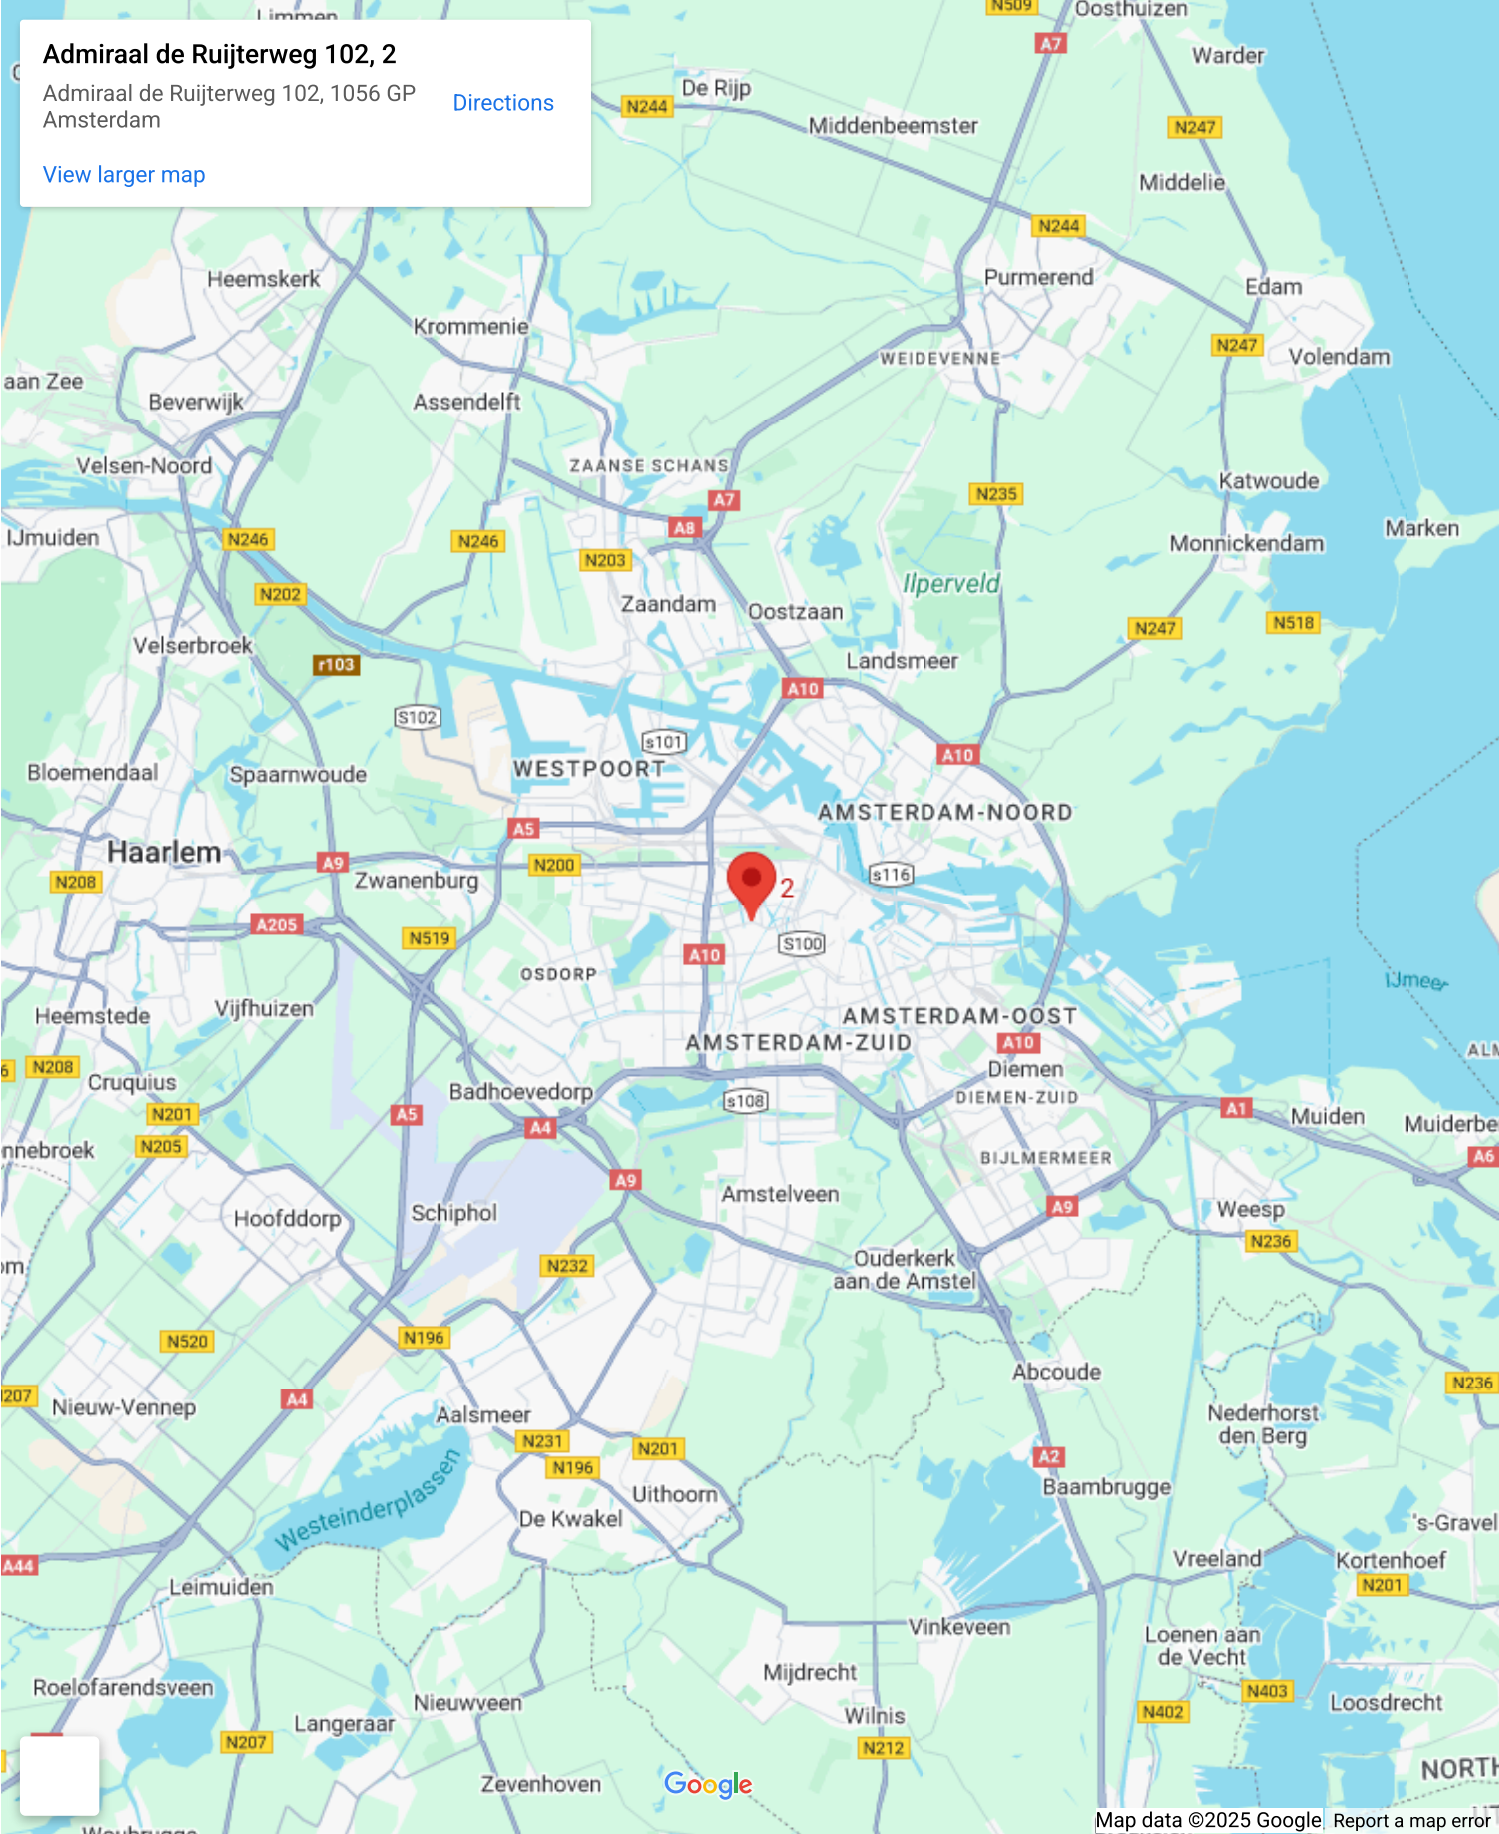 Limmen
N509
Oosthuizen
Admiraal de Ruijterweg 102, 2
Admiraal de Ruijterweg 102, 1056 GP
Amsterdam
Directions
View larger map
A7
Warder
De Rijp
N244
Middenbeemster
N247
Middelie
N244
Heemskerk
Purmerend
Edam
Krommenie
N247
WEIDEVENNE
Volendam
aan Zee
Beverwijk
Assendelft
Velsen-Noord
ZAANSE SCHANS
Katwoude
A7
N235
A8
Marken
IJmuiden
N246
N246
Monnickendam
N203
Ilperveld
N202
Zaandam
Oostzaan
N518
N247
Velserbroek
r103
Landsmeer
A10
S102
s101
A10
WESTPOORT
Bloemendaal
Spaarnwoude
AMSTERDAM-NOORD
A5
Haarlem
A9
N200
s116
Zwanenburg
N208
2
A205
N519
S100
A10
OSDORP
IJmeer
Vijfhuizen
Heemstede
AMSTERDAM-OOST
AMSTERDAM-ZUID
A10
ALM
6
N208
Diemen
Cruquius
Badhoevedorp
DIEMEN-ZUID
s108
N201
A5
A1
Muiden
Muiderbe
A4
nnebroek
N205
BIJLMERMEER
A6
A9
Amstelveen
A9
Hoofddorp
Schiphol
Weesp
N236
Ouderkerk
aan de Amstel
om
N232
N520
N196
Abcoude
207
N236
A4
Nieuw-Vennep
Aalsmeer
Nederhorst
den Berg
N231
N201
A2
N196
Westeinderplassen
Baambrugge
Uithoorn
De Kwakel
's-Gravel
A44
Vreeland
Kortenhoef
Leimuiden
N201
Vinkeveen
Loenen aan
de Vecht
Mijdrecht
Roelofarendsveen
N403
Nieuwveen
Loosdrecht
Langeraar
Wilnis
N402
N207
N212
NORTH
Zevenhoven
Google
Map data ©2025 Google
Report a map error